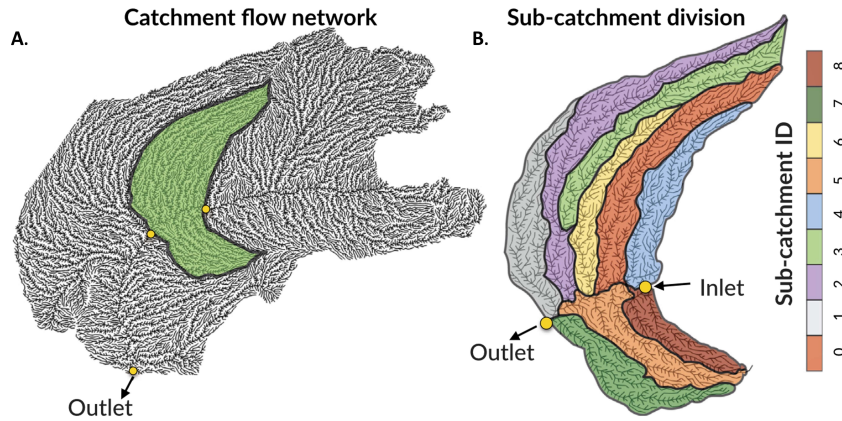 Catchment flow network
Sub-catchment division
A.
B.
Sub-catchment ID
8
7
6
5
4
3
2
1
0
Inlet
Outlet
Outlet